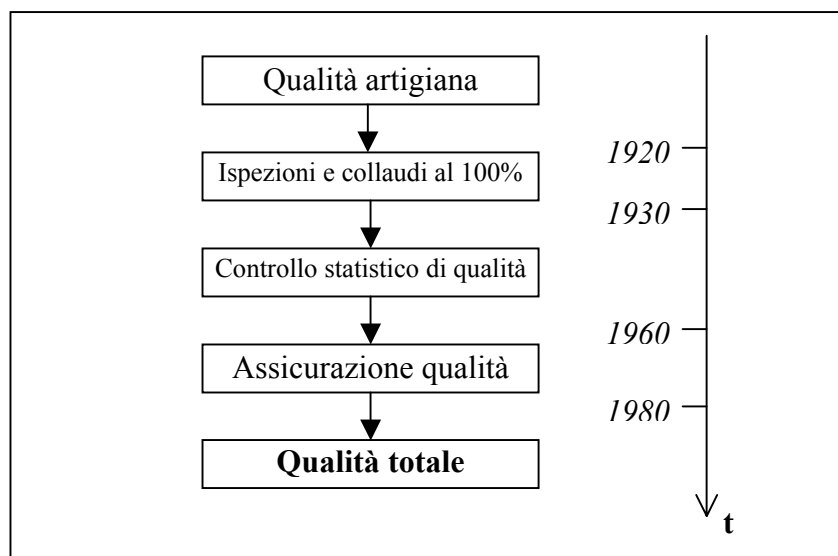 Qualità artigiana
1920
Ispezioni e collaudi al 100%
1930
Controllo statistico di qualità
1960
Assicurazione qualità
1980
Qualità totale
t